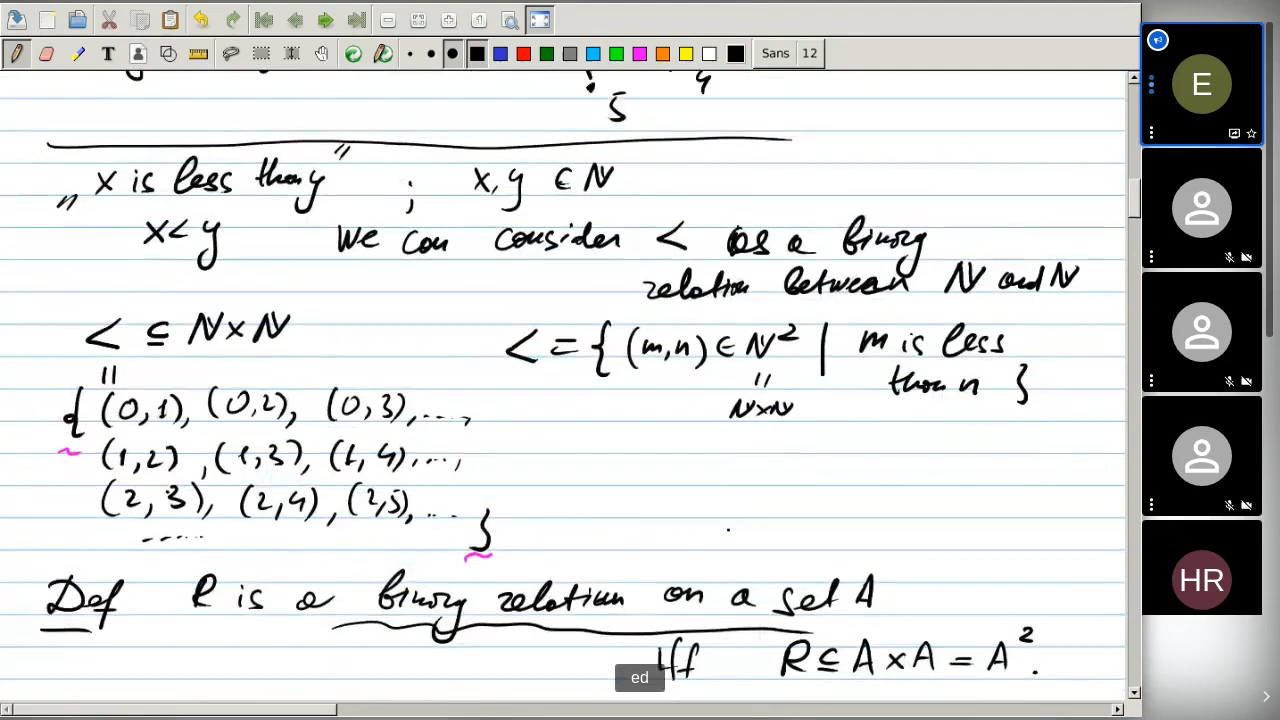 Sans 12
5 4
„ x is less than y ” ; x, y ∈ ℕ
x < y We can consider < as a binary
relation between ℕ and ℕ
< ⊆ ℕ×ℕ < = { (m,n) ∈ ℕ² | m is less
than n }
= ℕ×ℕ
=
{ (0,1), (0,2), (0,3), ....,
(1,2) , (1,3), (1,4), ...,
(2,3), (2,4), (2,5), ...
..... }
Def R is a binary relation on a set A
iff R ⊆ A × A = A².
ed
E
HR